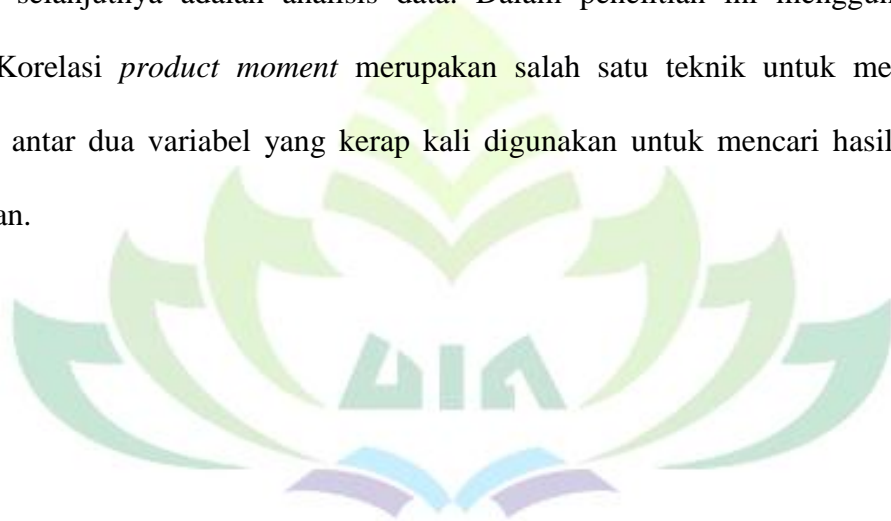 selanjutnya adalah analisis data. Dalam penelitian ini menggun
Korelasi product moment merupakan salah satu teknik untuk me
antar dua variabel yang kerap kali digunakan untuk mencari hasil
an.
UIN